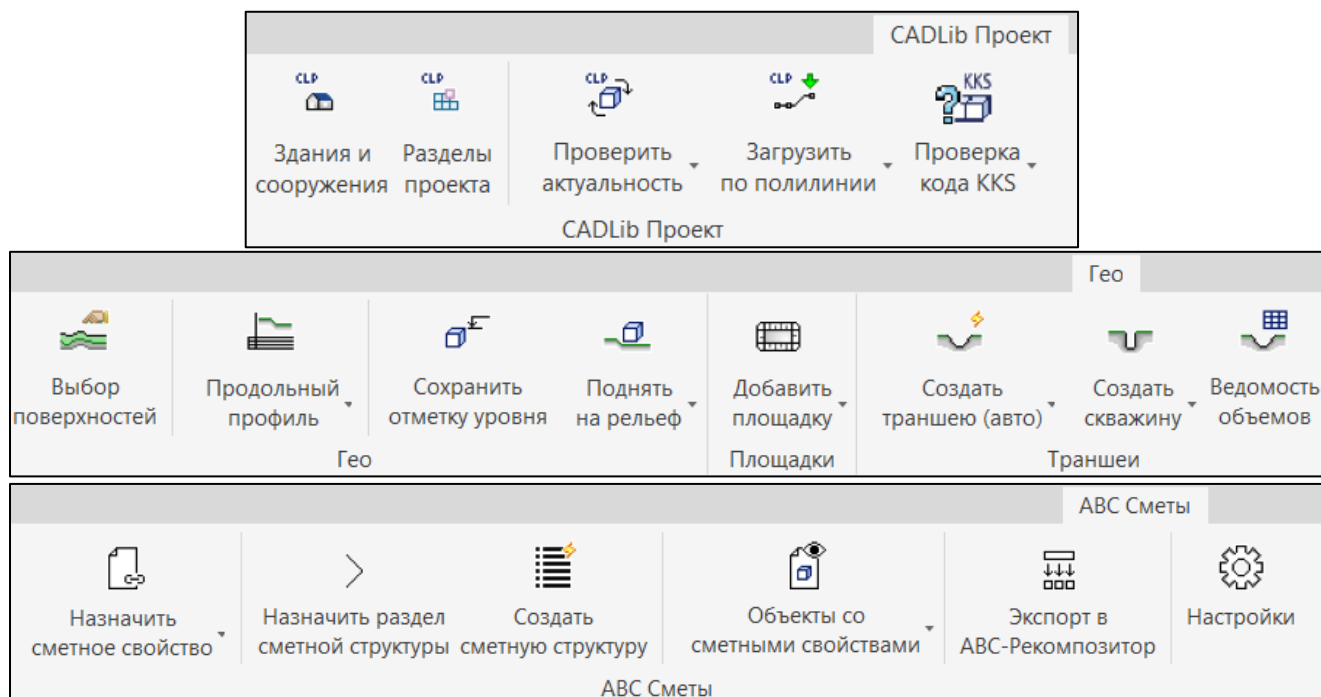 CADLib Проект
CLP CLP CLP CLP KKS
Здания и Разделы Проверить Загрузить Проверка
сооружения проекта актуальность по полилинии кода KKS
CADLib Проект
Гео
Выбор Продольный Сохранить Поднять Добавить Создать Создать Ведомость
поверхностей профиль отметку уровня на рельеф площадку траншею (авто) скважину объемов
Гео Площадки Траншеи
АВС Сметы
Назначить Назначить раздел Создать Объекты со Экспорт в Настройки
сметное свойство сметной структуры сметную структуру сметными свойствами АВС-Рекомпозитор
АВС Сметы